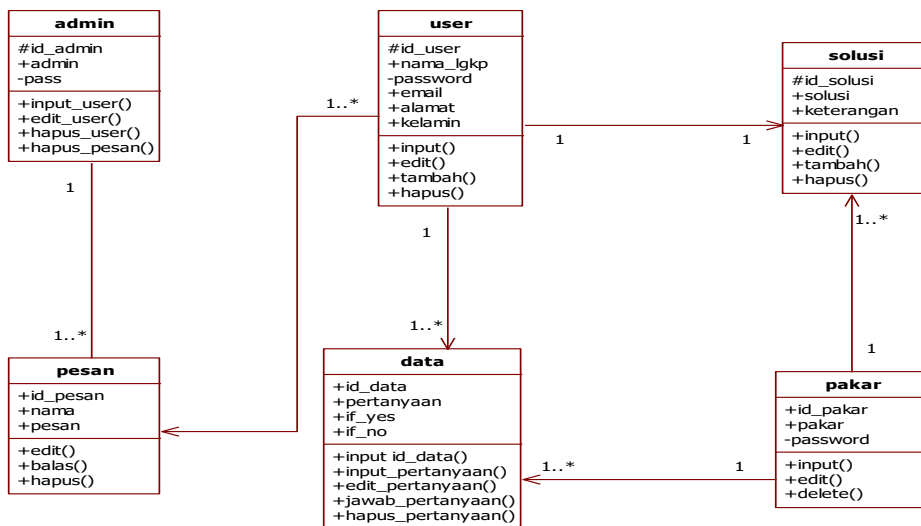 admin
#id_admin
+admin
-pass
+input_user()
+edit_user()
+hapus_user()
+hapus_pesan()
user
#id_user
+nama_lgkp
-password
+email
+alamat
+kelamin
+input()
+edit()
+tambah()
+hapus()
solusi
#id_solusi
+solusi
+keterangan
+input()
+edit()
+tambah()
+hapus()
1..*
1
1
1
1
1..*
1..*
1..*
1
pesan
+id_pesan
+nama
+pesan
+edit()
+balas()
+hapus()
data
+id_data
+pertanyaan
+if_yes
+if_no
+input id_data()
+input_pertanyaan()
+edit_pertanyaan()
+jawab_pertanyaan()
+hapus_pertanyaan()
1..*
1
pakar
+id_pakar
+pakar
-password
+input()
+edit()
+delete()